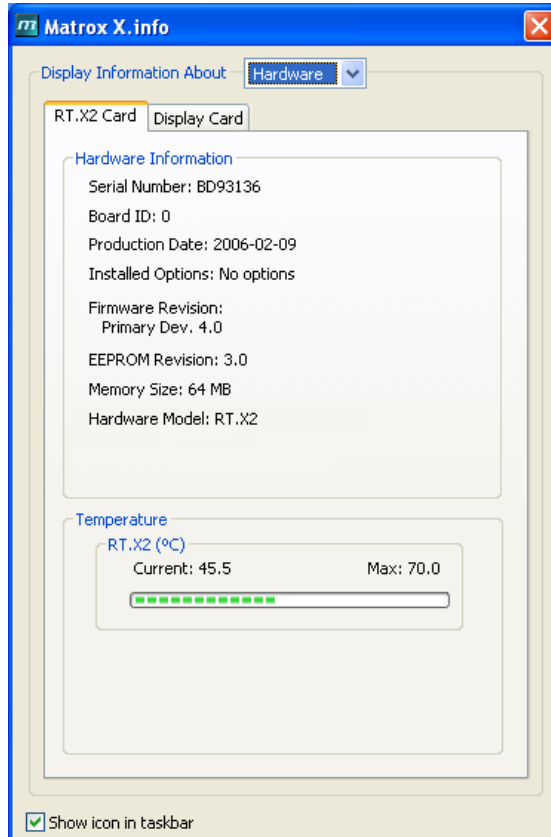 m Matrox X.info
Display Information About Hardware
RT.X2 Card Display Card
Hardware Information
Serial Number: BD93136
Board ID: 0
Production Date: 2006-02-09
Installed Options: No options
Firmware Revision:
Primary Dev. 4.0
EEPROM Revision: 3.0
Memory Size: 64 MB
Hardware Model: RT.X2
Temperature
RT.X2 (ºC)
Current: 45.5 Max: 70.0
Show icon in taskbar